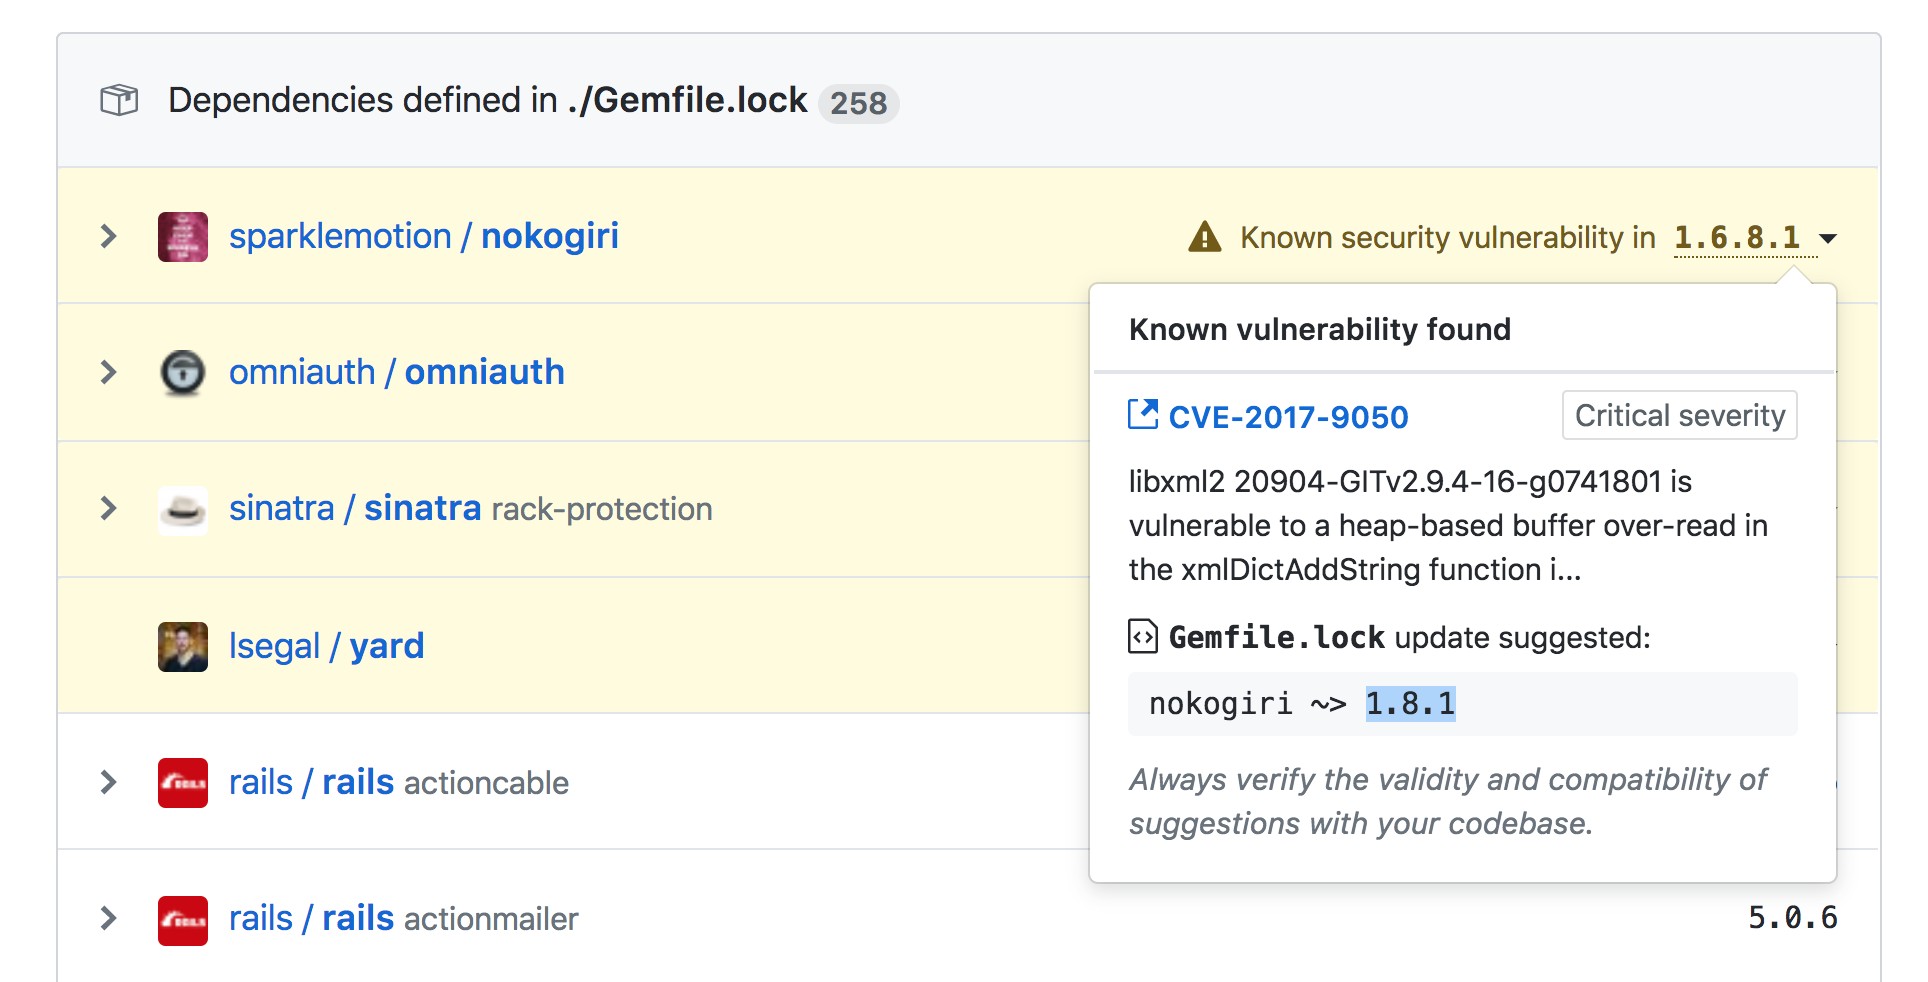 Dependencies defined in ./Gemfile.lock 258
sparklemotion / nokogiri
Known security vulnerability in 1.6.8.1
Known vulnerability found
omniauth / omniauth
CVE-2017-9050 Critical severity
libxml2 20904-GITv2.9.4-16-g0741801 is
vulnerable to a heap-based buffer over-read in
the xmlDictAddString function i...
sinatra / sinatra rack-protection
Gemfile.lock update suggested:
lsegal / yard
nokogiri ~> 1.8.1
Always verify the validity and compatibility of
suggestions with your codebase.
rails / rails actioncable
rails / rails actionmailer
5.0.6